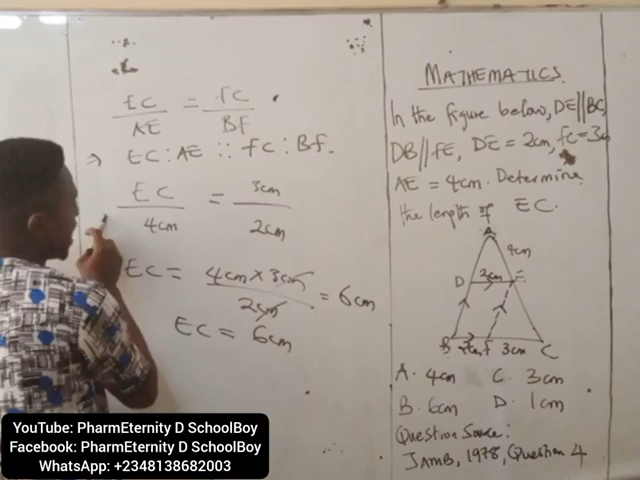 EC/AE = FC/BF
⇒ EC : AE :: FC : BF.
EC/4cm = 3cm/2cm
EC = 4cm × 3cm/2cm = 6cm
EC = 6cm
MATHEMATICS.
In the figure below, DE//BC,
DB//FE, DE = 2cm, FC = 3cm
AE = 4cm. Determine
the length of EC.
A
4cm
D 2cm E
B 2cm F 3cm C
A. 4cm C. 3cm
B. 6cm D. 1cm
Question Source:
JAMB, 1978, Question 4
YouTube: PharmEternity D SchoolBoy
Facebook: PharmEternity D SchoolBoy
WhatsApp: +2348138682003